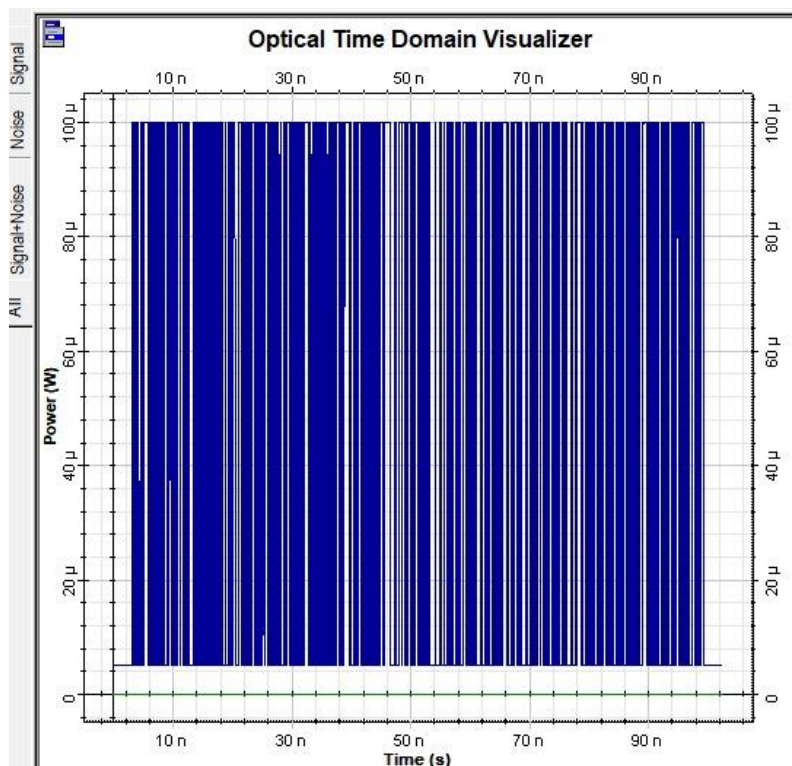 Optical Time Domain Visualizer
Signal
Noise
Signal+Noise
All
10 n 30 n 50 n 70 n 90 n
Power (W)
100 µ
80 µ
60 µ
40 µ
20 µ
0
100 µ
80 µ
60 µ
40 µ
20 µ
0
10 n 30 n 50 n 70 n 90 n
Time (s)